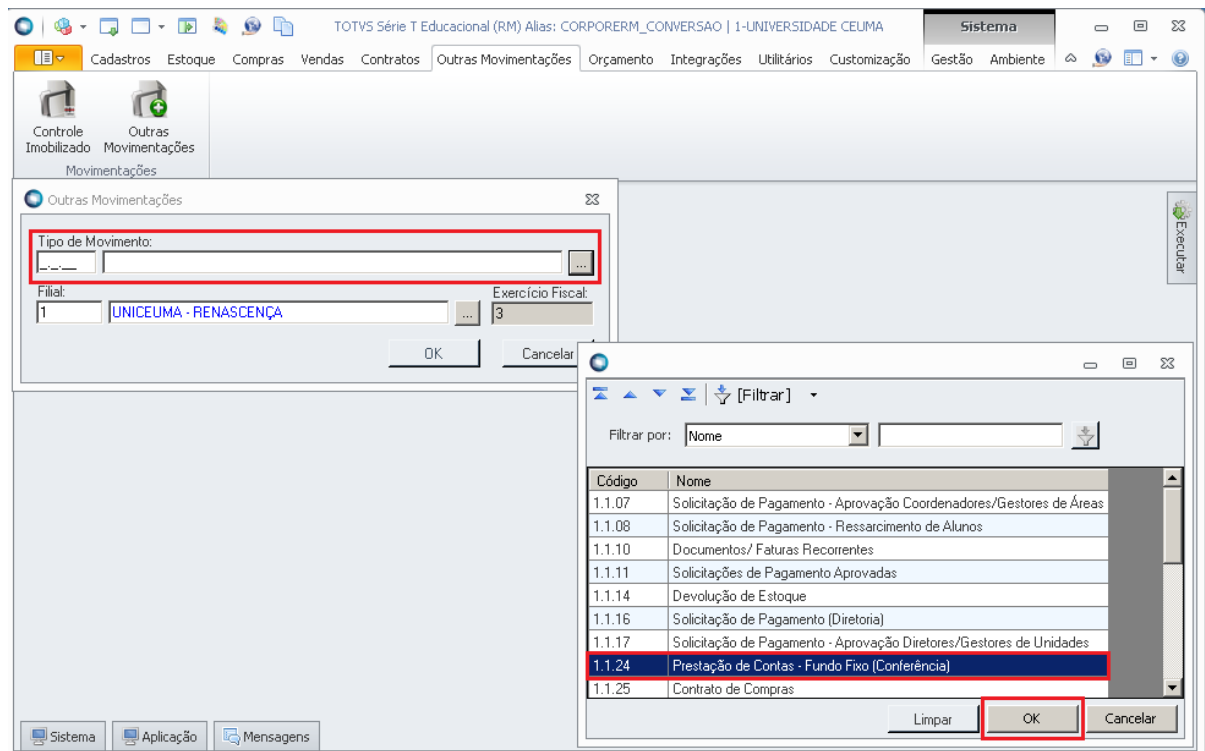 TOTVS Série T Educacional (RM) Alias: CORPORERM_CONVERSAO | 1-UNIVERSIDADE CEUMA
Sistema
Cadastros Estoque Compras Vendas Contratos Outras Movimentações Orçamento Integrações Utilitários Customização Gestão Ambiente
Controle Imobilizado
Outras Movimentações
Movimentações
Outras Movimentações
Tipo de Movimento:
_._.__ ...
Filial: Exercício Fiscal:
1 UNICEUMA - RENASCENÇA ... 3
OK Cancelar
Executar
[Filtrar]
Filtrar por: Nome
Código Nome
1.1.07 Solicitação de Pagamento - Aprovação Coordenadores/Gestores de Áreas
1.1.08 Solicitação de Pagamento - Ressarcimento de Alunos
1.1.10 Documentos/ Faturas Recorrentes
1.1.11 Solicitações de Pagamento Aprovadas
1.1.14 Devolução de Estoque
1.1.16 Solicitação de Pagamento (Diretoria)
1.1.17 Solicitação de Pagamento - Aprovação Diretores/Gestores de Unidades
1.1.24 Prestação de Contas - Fundo Fixo (Conferência)
1.1.25 Contrato de Compras
Limpar OK Cancelar
Sistema Aplicação Mensagens